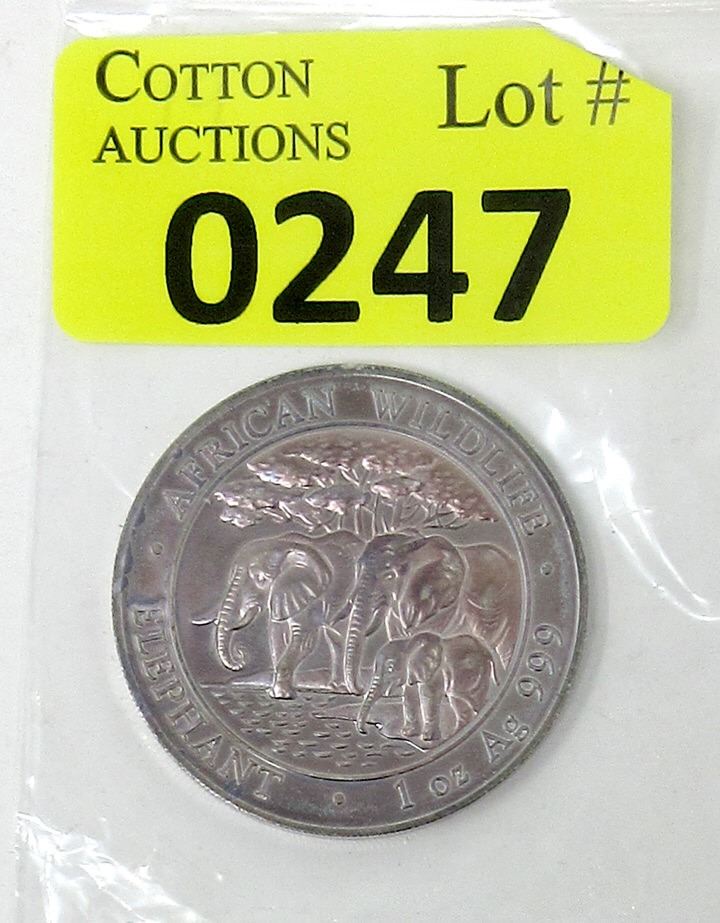 COTTON
AUCTIONS
Lot #
0247
AFRICAN WILDLIFE
ELEPHANT
1 oz Ag 999